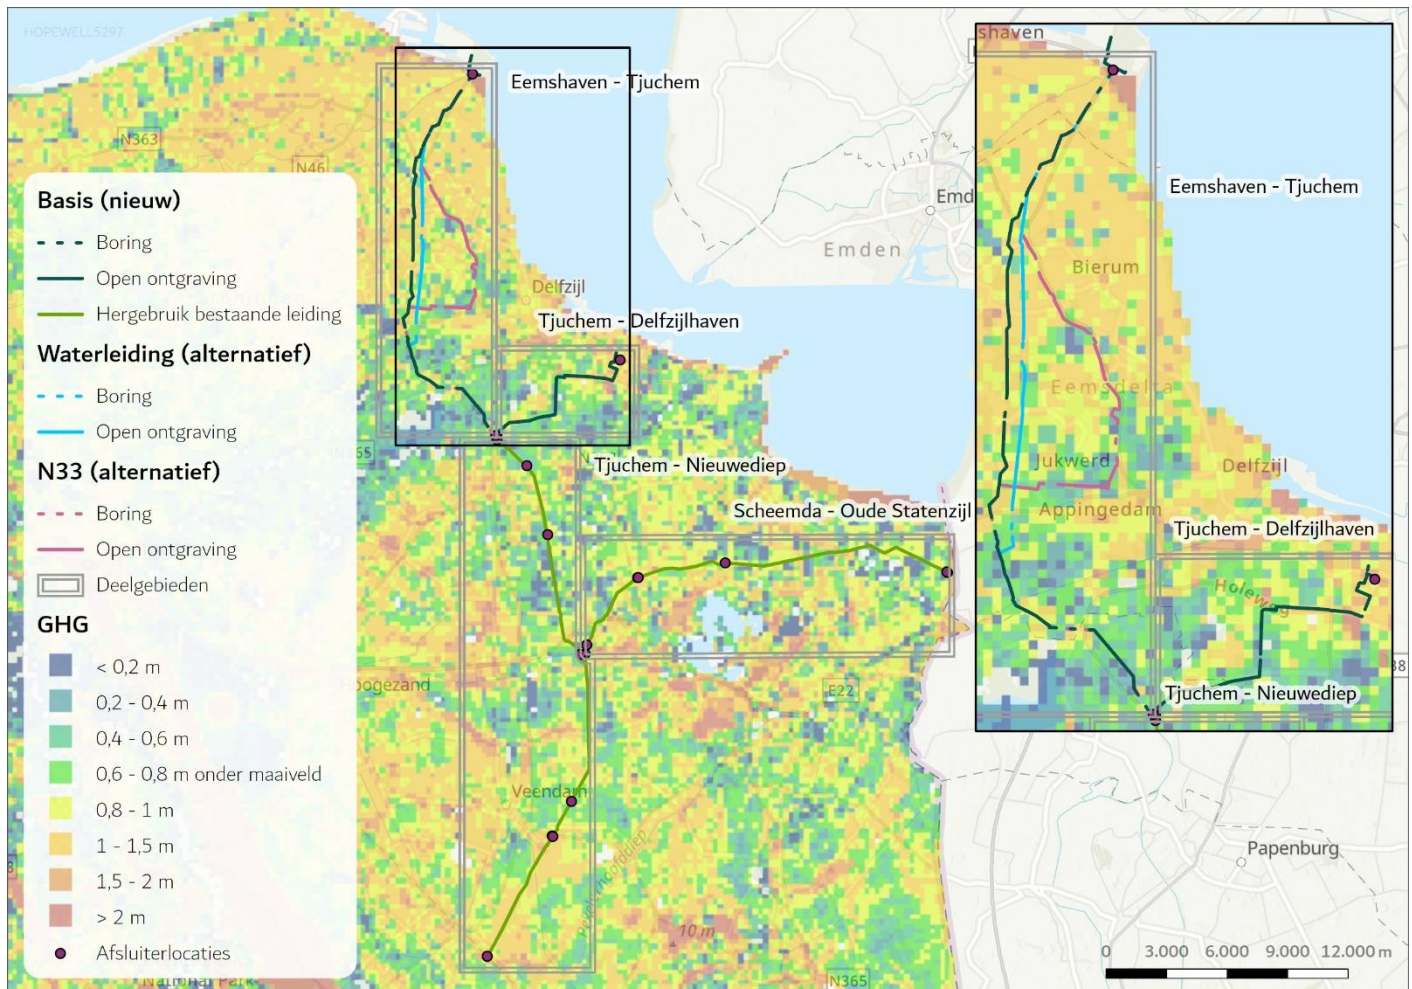 HOPEWELL5297
N363
N46
Eemshaven - Tjuchem
Emden
Delfzijl
Tjuchem - Delfzijlhaven
Tjuchem - Nieuwediep
Scheemda - Oude Statenzijl
Hoogezand
E22
Veendam
10 m
N365
Papenburg
Basis (nieuw)
Boring
Open ontgraving
Hergebruik bestaande leiding
Waterleiding (alternatief)
Boring
Open ontgraving
N33 (alternatief)
Boring
Open ontgraving
Deelgebieden
GHG
< 0,2 m
0,2 - 0,4 m
0,4 - 0,6 m
0,6 - 0,8 m onder maaiveld
0,8 - 1 m
1 - 1,5 m
1,5 - 2 m
> 2 m
Afsluiterlocaties
National Park
shaven
Eemshaven - Tjuchem
Bierum
Eemsdelta
Jukwerd
Appingedam
Delfzijl
Tjuchem - Delfzijlhaven
Holeweg
Tjuchem - Nieuwediep
0 3.000 6.000 9.000 12.000 m